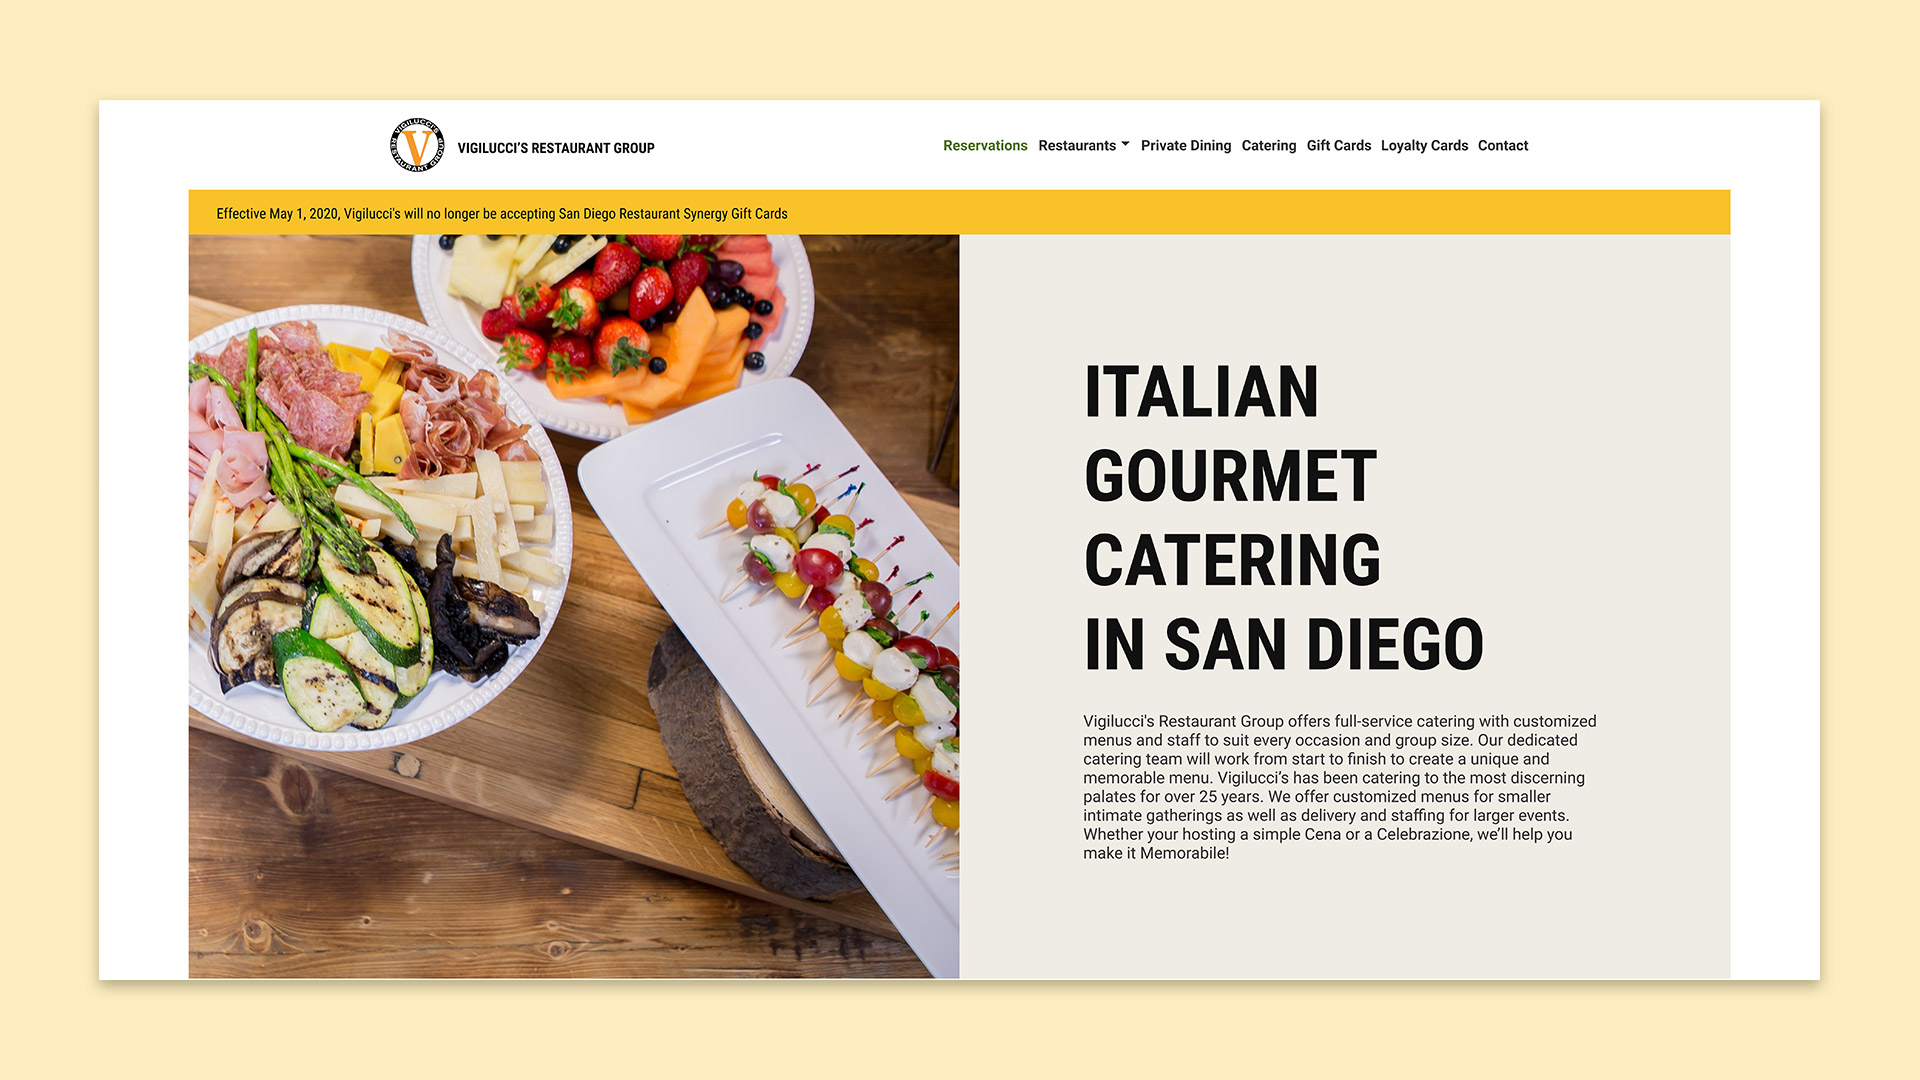 VIGILUCCI'S RESTAURANT GROUP
V
VIGILUCCI’S RESTAURANT GROUP
Reservations Restaurants Private Dining Catering Gift Cards Loyalty Cards Contact
Effective May 1, 2020, Vigilucci's will no longer be accepting San Diego Restaurant Synergy Gift Cards
ITALIAN
GOURMET
CATERING
IN SAN DIEGO
Vigilucci's Restaurant Group offers full-service catering with customized
menus and staff to suit every occasion and group size. Our dedicated
catering team will work from start to finish to create a unique and
memorable menu. Vigilucci’s has been catering to the most discerning
palates for over 25 years. We offer customized menus for smaller
intimate gatherings as well as delivery and staffing for larger events.
Whether your hosting a simple Cena or a Celebrazione, we’ll help you
make it Memorabile!